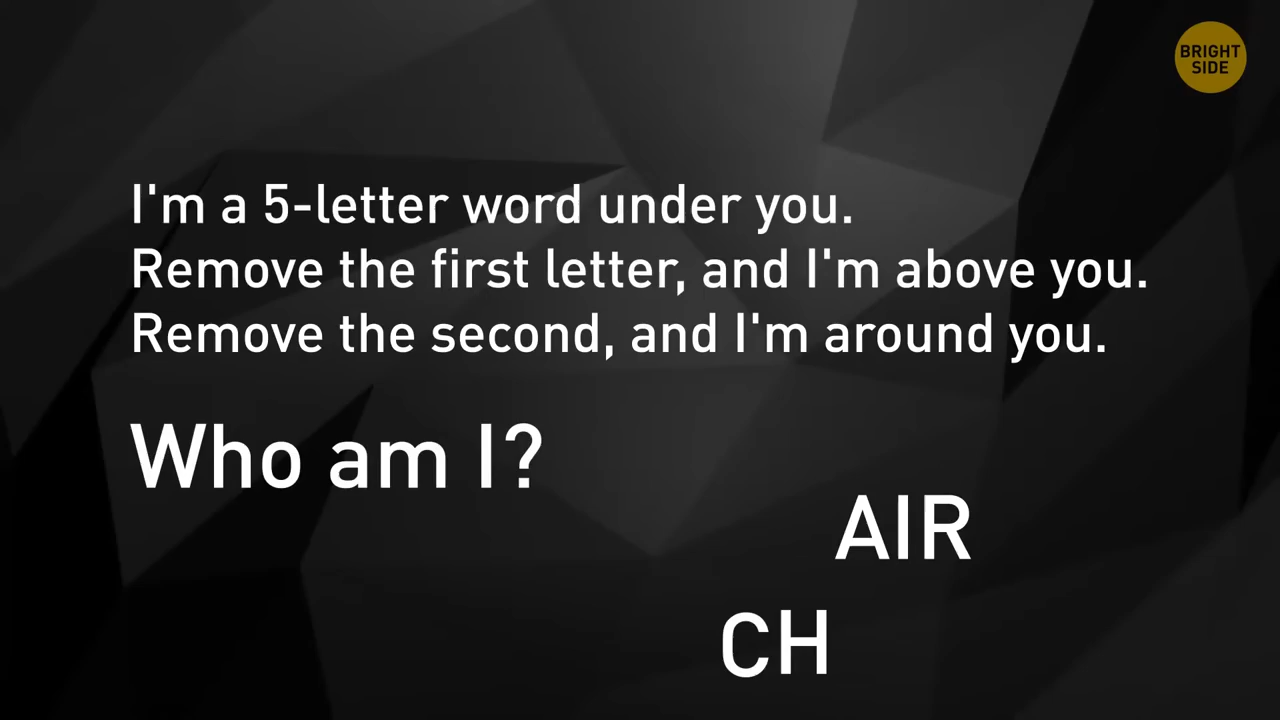 BRIGHT
SIDE
I'm a 5-letter word under you.
Remove the first letter, and I'm above you.
Remove the second, and I'm around you.
Who am I?
AIR
CH